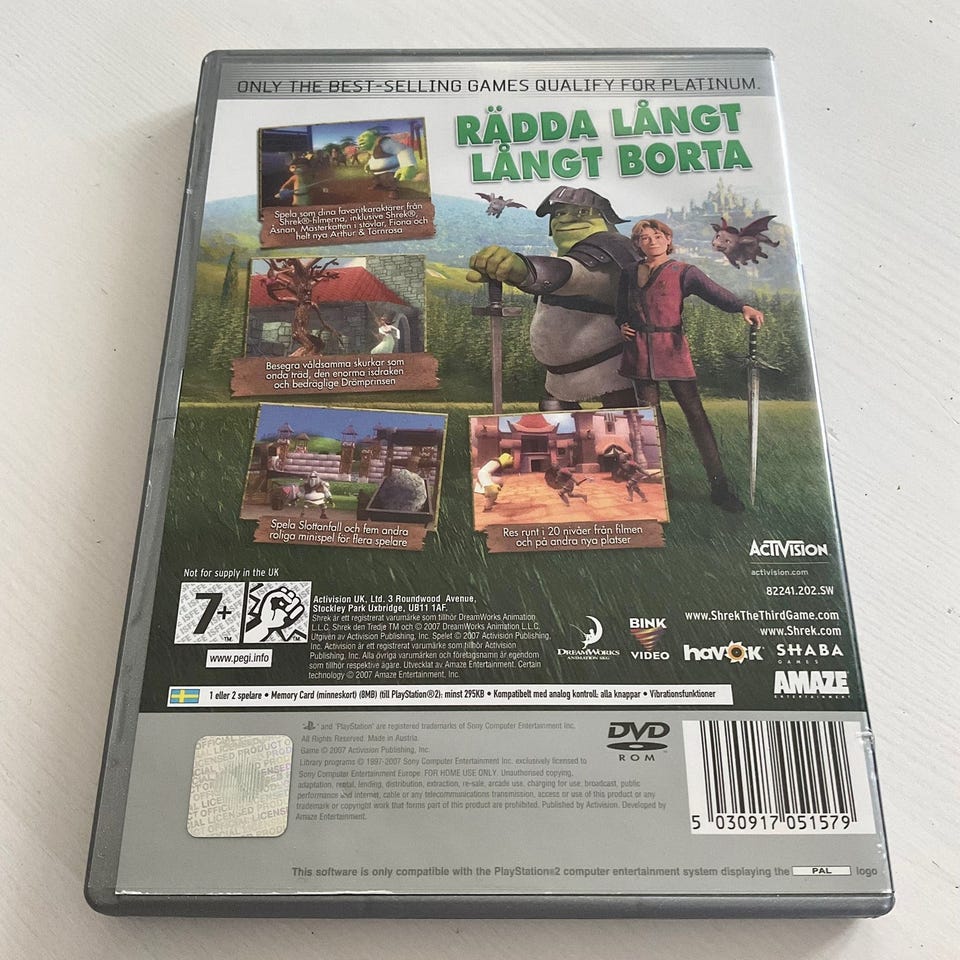 ONLY THE BEST-SELLING GAMES QUALIFY FOR PLATINUM.
RÄDDA LÅNGT
LÅNGT BORTA
Spela som dina favoritkaraktärer från
Shrek®-filmerna, inklusive Shrek®,
Åsnan, Mästerkatten i stövlar, Fiona och
helt nya Arthur & Törnrosa
Besegra våldsamma skurkar som
onda träd, den enorma isdraken
och bedräglige Drömprinsen
Spela Slottanfall och fem andra
roliga minispel för flera spelare
Res runt i 20 nivåer från filmen
och på andra nya platser
ACTIVISION
activision.com
82241.202.SW
www.ShrekTheThirdGame.com
www.Shrek.com
Not for supply in the UK
7+
www.pegi.info
Activision UK, Ltd. 3 Roundwood Avenue,
Stockley Park Uxbridge, UB11 1AF.
Shrek är ett registrerat varumärke som tillhör DreamWorks Animation
L.L.C. Shrek den Tredje TM och © 2007 DreamWorks Animation L.L.C.
Utgiven av Activision Publishing, Inc. Spelet © 2007 Activision Publishing,
Inc. Activision är ett registrerat varumärke som tillhör Activision
Publishing, Inc. Alla övriga varumärken och företagsnamn är egendom
som tillhör respektive ägare. Utvecklat av Amaze Entertainment. Certain
technology © 2007 Amaze Entertainment, Inc.
DREAMWORKS
ANIMATION SKG
BINK
VIDEO
havok
SHABA
GAMES
AMAZE
ENTERTAINMENT
1 eller 2 spelare • Memory Card (minneskort) (8MB) (till PlayStation®2): minst 295KB • Kompatibelt med analog kontroll: alla knappar • Vibrationsfunktioner
" and "PlayStation" are registered trademarks of Sony Computer Entertainment Inc.
All Rights Reserved. Made in Austria.
Game © 2007 Activision Publishing, Inc.
Library programs © 1997-2007 Sony Computer Entertainment Inc. exclusively licensed to
Sony Computer Entertainment Europe. FOR HOME USE ONLY. Unauthorised copying,
adaptation, rental, lending, distribution, extraction, re-sale, arcade use, charging for use, broadcast, public
performance and internet, cable or any telecommunications transmission, access or use of this product or any
trademark or copyright work that forms part of this product are prohibited. Published by Activision. Developed by
Amaze Entertainment.
DVD
ROM
5 030917 051579
This software is only compatible with the PlayStation®2 computer entertainment system displaying the PAL logo